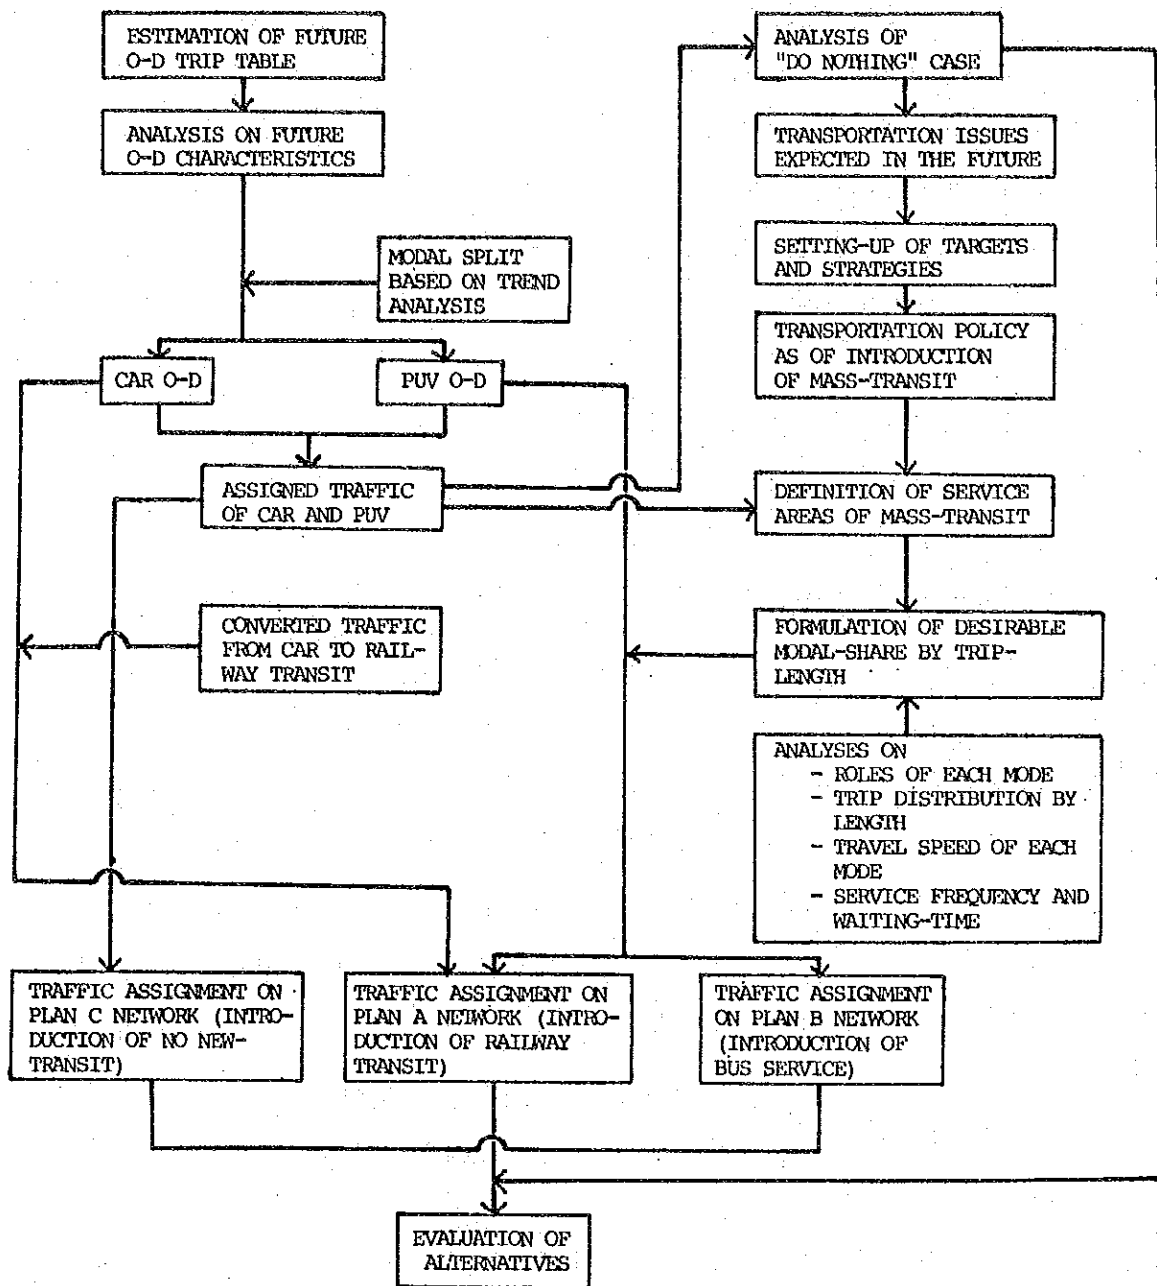 ESTIMATION OF FUTURE
O-D TRIP TABLE
ANALYSIS ON FUTURE
O-D CHARACTERISTICS
MODAL SPLIT
BASED ON TREND
ANALYSIS
CAR O-D
PUV O-D
ASSIGNED TRAFFIC
OF CAR AND PUV
CONVERTED TRAFFIC
FROM CAR TO RAIL-
WAY TRANSIT
ANALYSIS OF
"DO NOTHING" CASE
TRANSPORTATION ISSUES
EXPECTED IN THE FUTURE
SETTING-UP OF TARGETS
AND STRATEGIES
TRANSPORTATION POLICY
AS OF INTRODUCTION
OF MASS-TRANSIT
DEFINITION OF SERVICE
AREAS OF MASS-TRANSIT
FORMULATION OF DESIRABLE
MODAL-SHARE BY TRIP-
LENGTH
ANALYSES ON
- ROLES OF EACH MODE
- TRIP DISTRIBUTION BY
LENGTH
- TRAVEL SPEED OF EACH
MODE
- SERVICE FREQUENCY AND
WAITING-TIME
TRAFFIC ASSIGNMENT ON
PLAN C NETWORK (INTRO-
DUCTION OF NO NEW-
TRANSIT)
TRAFFIC ASSIGNMENT ON
PLAN A NETWORK (INTRO-
DUCTION OF RAILWAY
TRANSIT)
TRAFFIC ASSIGNMENT
ON PLAN B NETWORK
(INTRODUCTION OF
BUS SERVICE)
EVALUATION OF
ALTERNATIVES